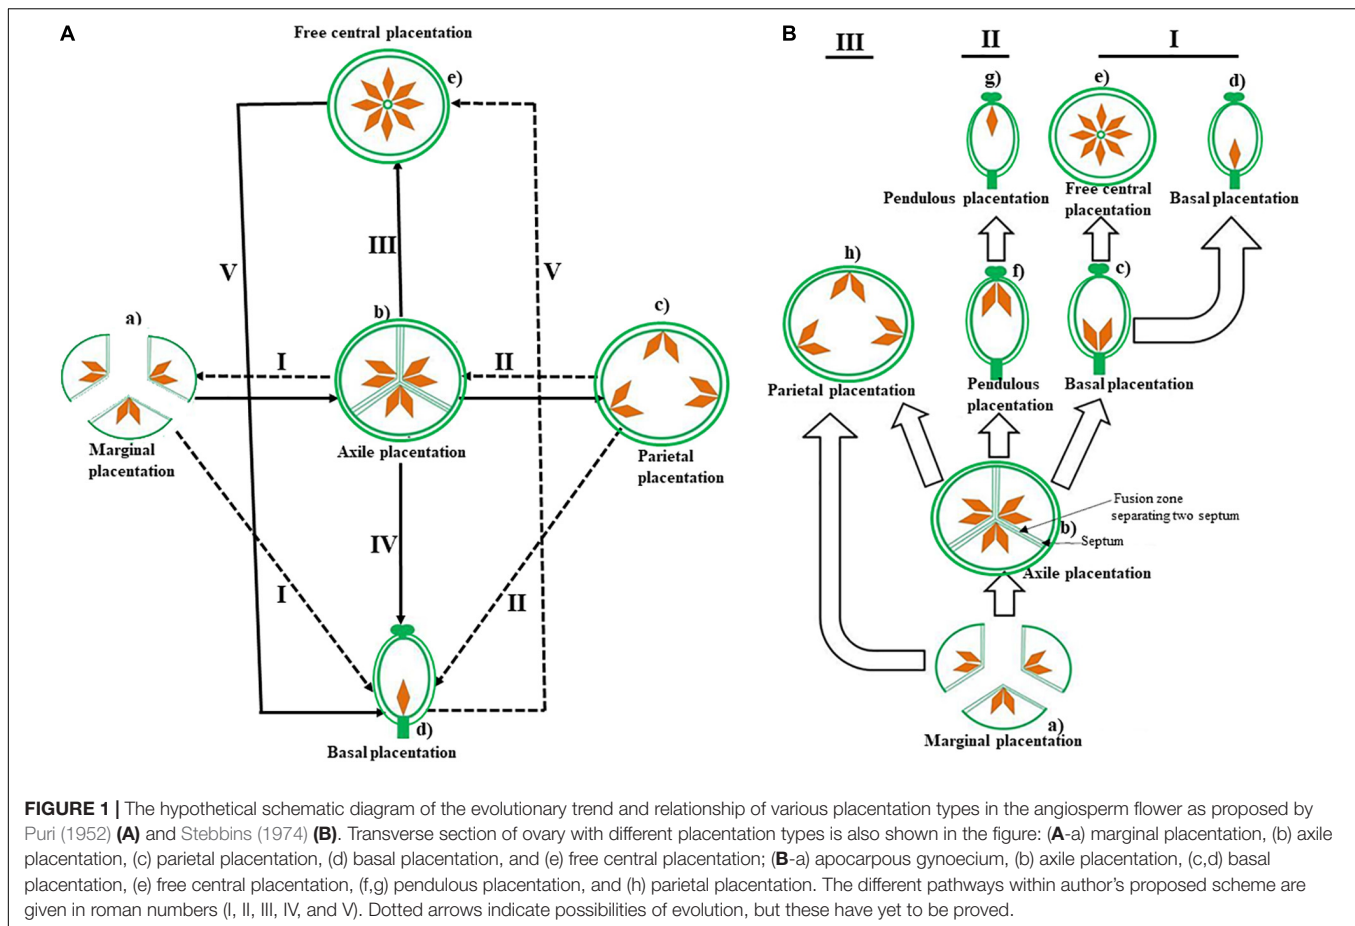 A
Free central placentation
e)
III
V
V
a)
b)
c)
I
II
Marginal
placentation
Axile placentation
Parietal
placentation
IV
I
II
d)
Basal placentation
B
III
II
I
g)
e)
d)
Pendulous placentation
Free central
placentation
Basal placentation
h)
f)
c)
Parietal placentation
Pendulous
placentation
Basal placentation
Fusion zone
separating two septum
b)
Septum
Axile placentation
a)
Marginal placentation
FIGURE 1 | The hypothetical schematic diagram of the evolutionary trend and relationship of various placentation types in the angiosperm flower as proposed by
Puri (1952) (A) and Stebbins (1974) (B). Transverse section of ovary with different placentation types is also shown in the figure: (A-a) marginal placentation, (b) axile
placentation, (c) parietal placentation, (d) basal placentation, and (e) free central placentation; (B-a) apocarpous gynoecium, (b) axile placentation, (c,d) basal
placentation, (e) free central placentation, (f,g) pendulous placentation, and (h) parietal placentation. The different pathways within author's proposed scheme are
given in roman numbers (I, II, III, IV, and V). Dotted arrows indicate possibilities of evolution, but these have yet to be proved.